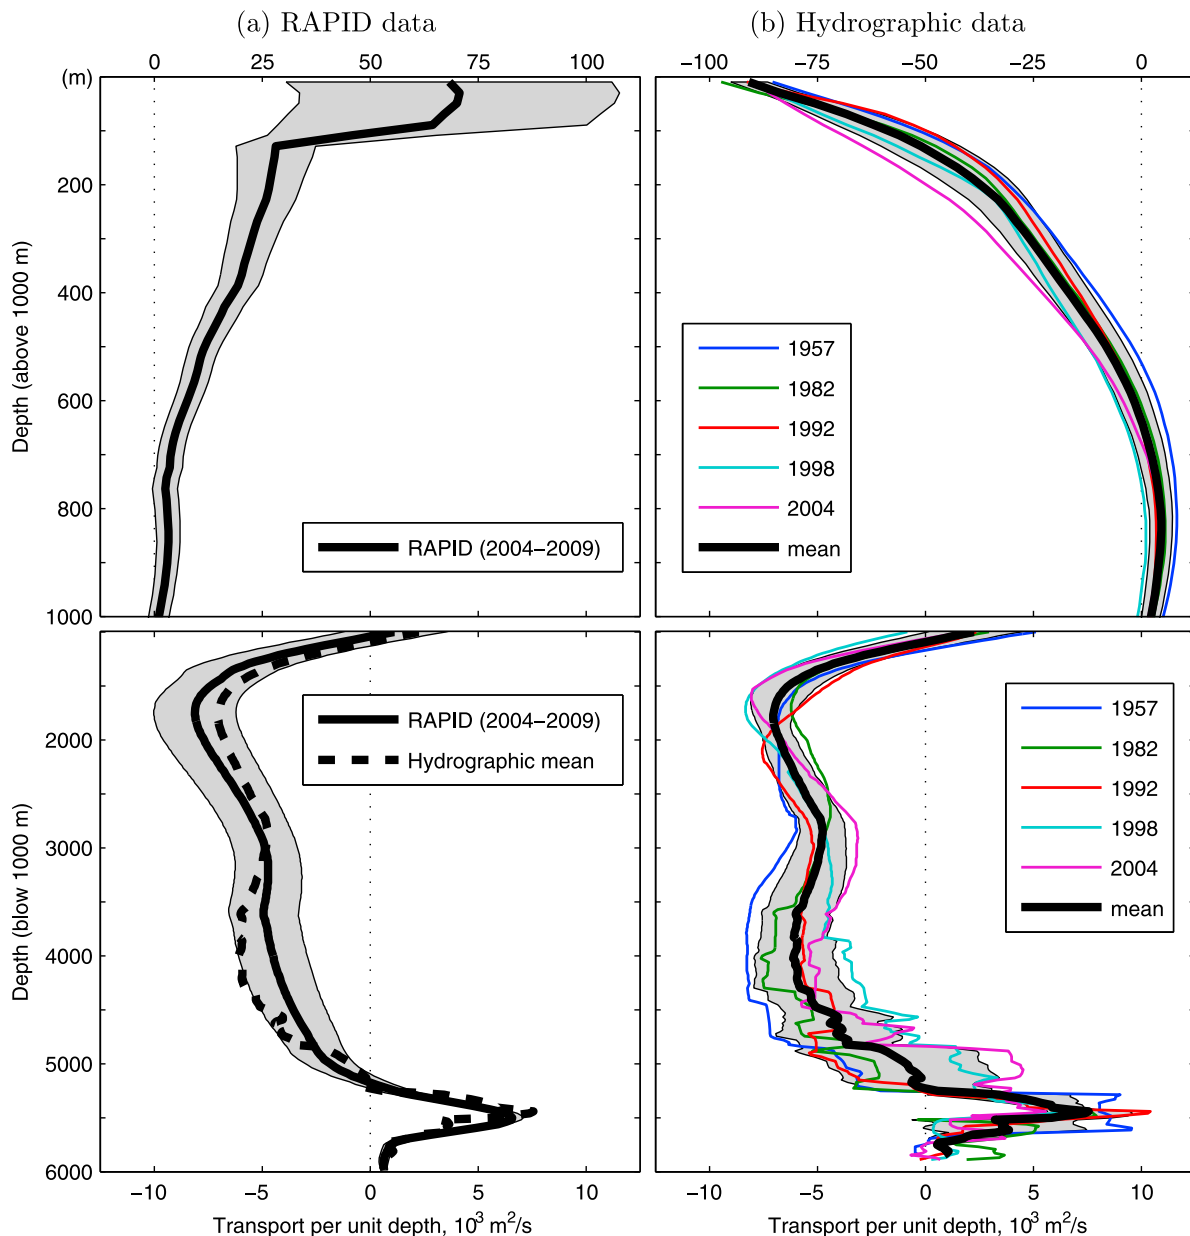 (a) RAPID data
(b) Hydrographic data
0 25 50 75 100
−100 −75 −50 −25 0
(m)
200
400
600
800
1000
Depth (above 1000 m)
RAPID (2004−2009)
1957
1982
1992
1998
2004
mean
2000
3000
4000
5000
6000
Depth (blow 1000 m)
RAPID (2004−2009)
Hydrographic mean
1957
1982
1992
1998
2004
mean
−10 −5 0 5 10
−10 −5 0 5 10
Transport per unit depth, 10³ m²/s
Transport per unit depth, 10³ m²/s